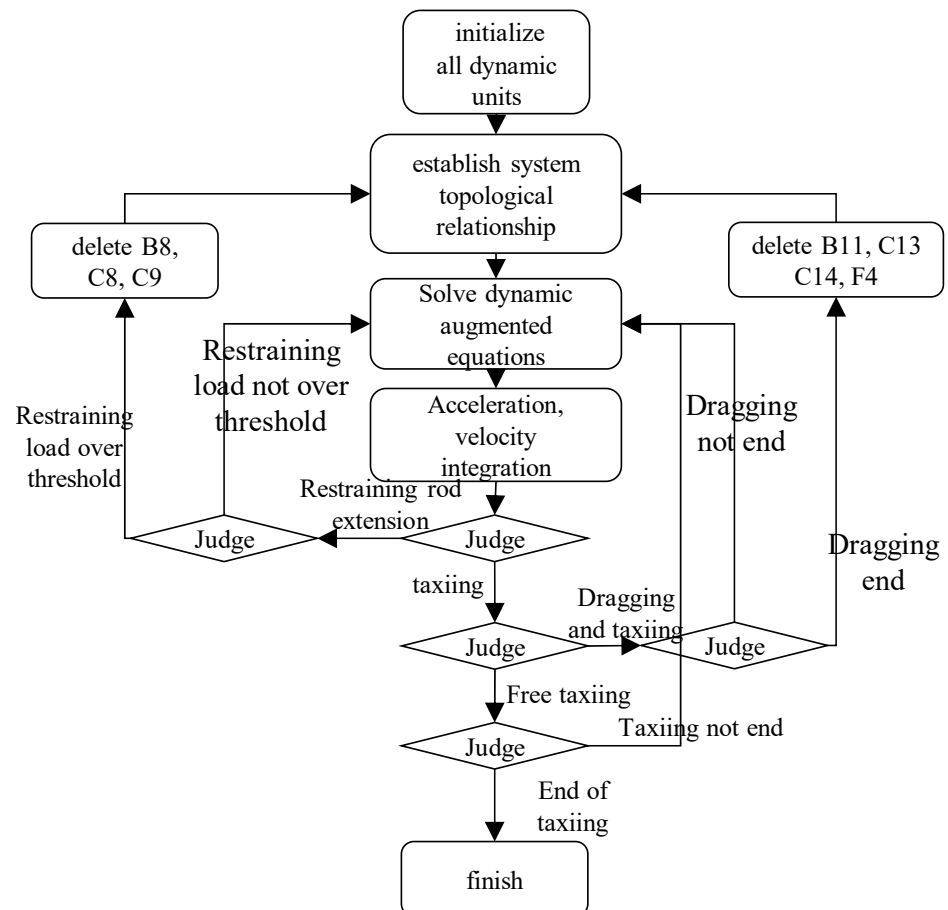 initialize
all dynamic
units
establish system
topological
relationship
delete B8,
C8, C9
delete B11, C13
C14, F4
Solve dynamic
augmented
equations
Restraining
load not over
threshold
Restraining
load over
threshold
Acceleration,
velocity
integration
Dragging
not end
Restraining rod
extension
Judge
Judge
Dragging
end
taxiing
Dragging
and taxiing
Judge
Judge
Free taxiing
Taxiing not end
Judge
End of
taxiing
finish